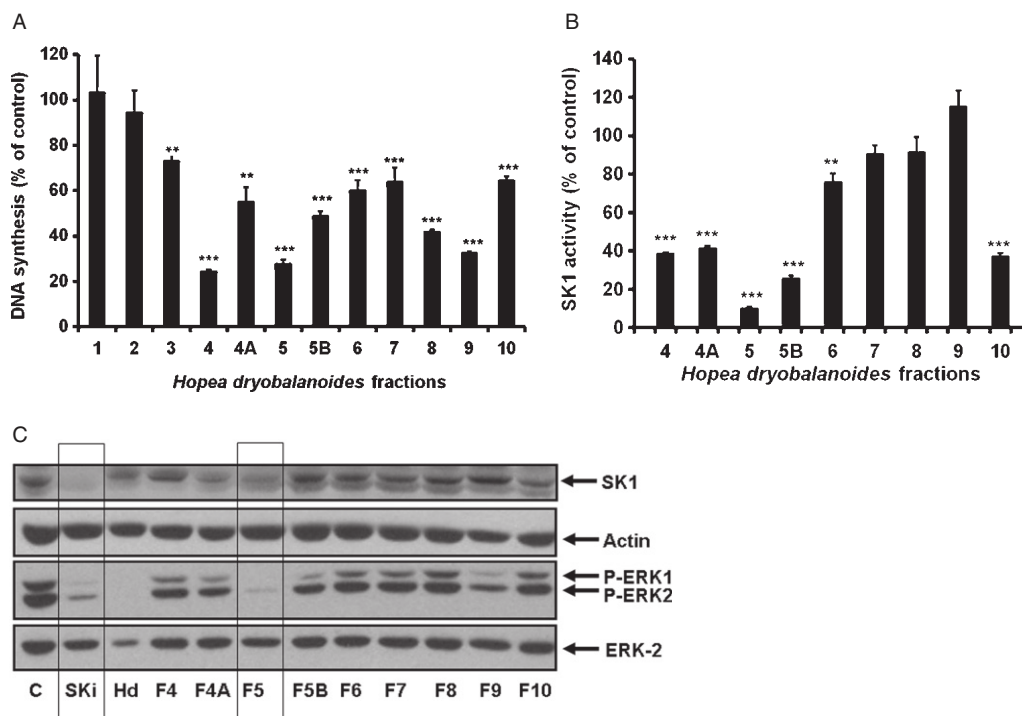 A
DNA synthesis (% of control)
120
100
80
60
40
20
0
** *** ** *** *** *** *** *** *** ***
1 2 3 4 4A 5 5B 6 7 8 9 10
Hopea dryobalanoides fractions
B
SK1 activity (% of control)
140
120
100
80
60
40
20
0
*** *** *** *** ** ***
4 4A 5 5B 6 7 8 9 10
Hopea dryobalanoides fractions
C
SK1
Actin
P-ERK1
P-ERK2
ERK-2
C SKi Hd F4 F4A F5 F5B F6 F7 F8 F9 F10